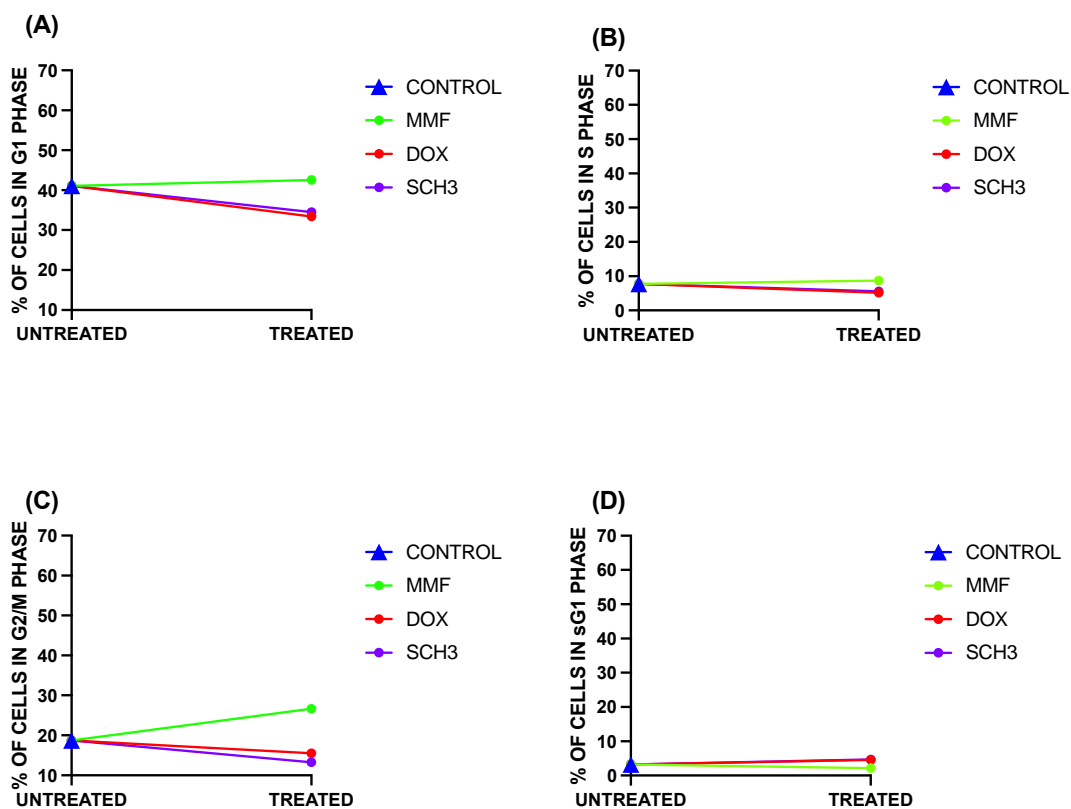 (A)
% OF CELLS IN G1 PHASE
70
60
50
40
30
20
10
UNTREATED
TREATED
CONTROL
MMF
DOX
SCH3
(B)
% OF CELLS IN S PHASE
70
60
50
40
30
20
10
0
UNTREATED
TREATED
CONTROL
MMF
DOX
SCH3
(C)
% OF CELLS IN G2/M PHASE
70
60
50
40
30
20
10
UNTREATED
TREATED
CONTROL
MMF
DOX
SCH3
(D)
% OF CELLS IN sG1 PHASE
70
60
50
40
30
20
10
0
UNTREATED
TREATED
CONTROL
MMF
DOX
SCH3